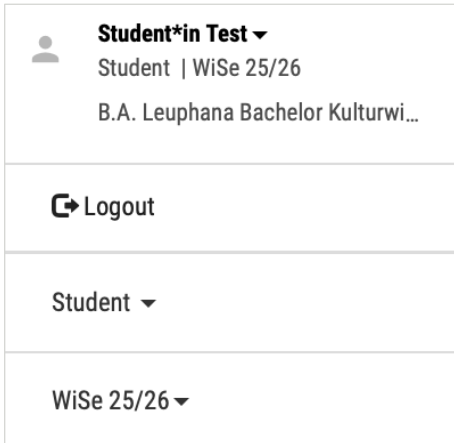 Student*in Test
Student | WiSe 25/26
B.A. Leuphana Bachelor Kulturwi...
Logout
Student
WiSe 25/26